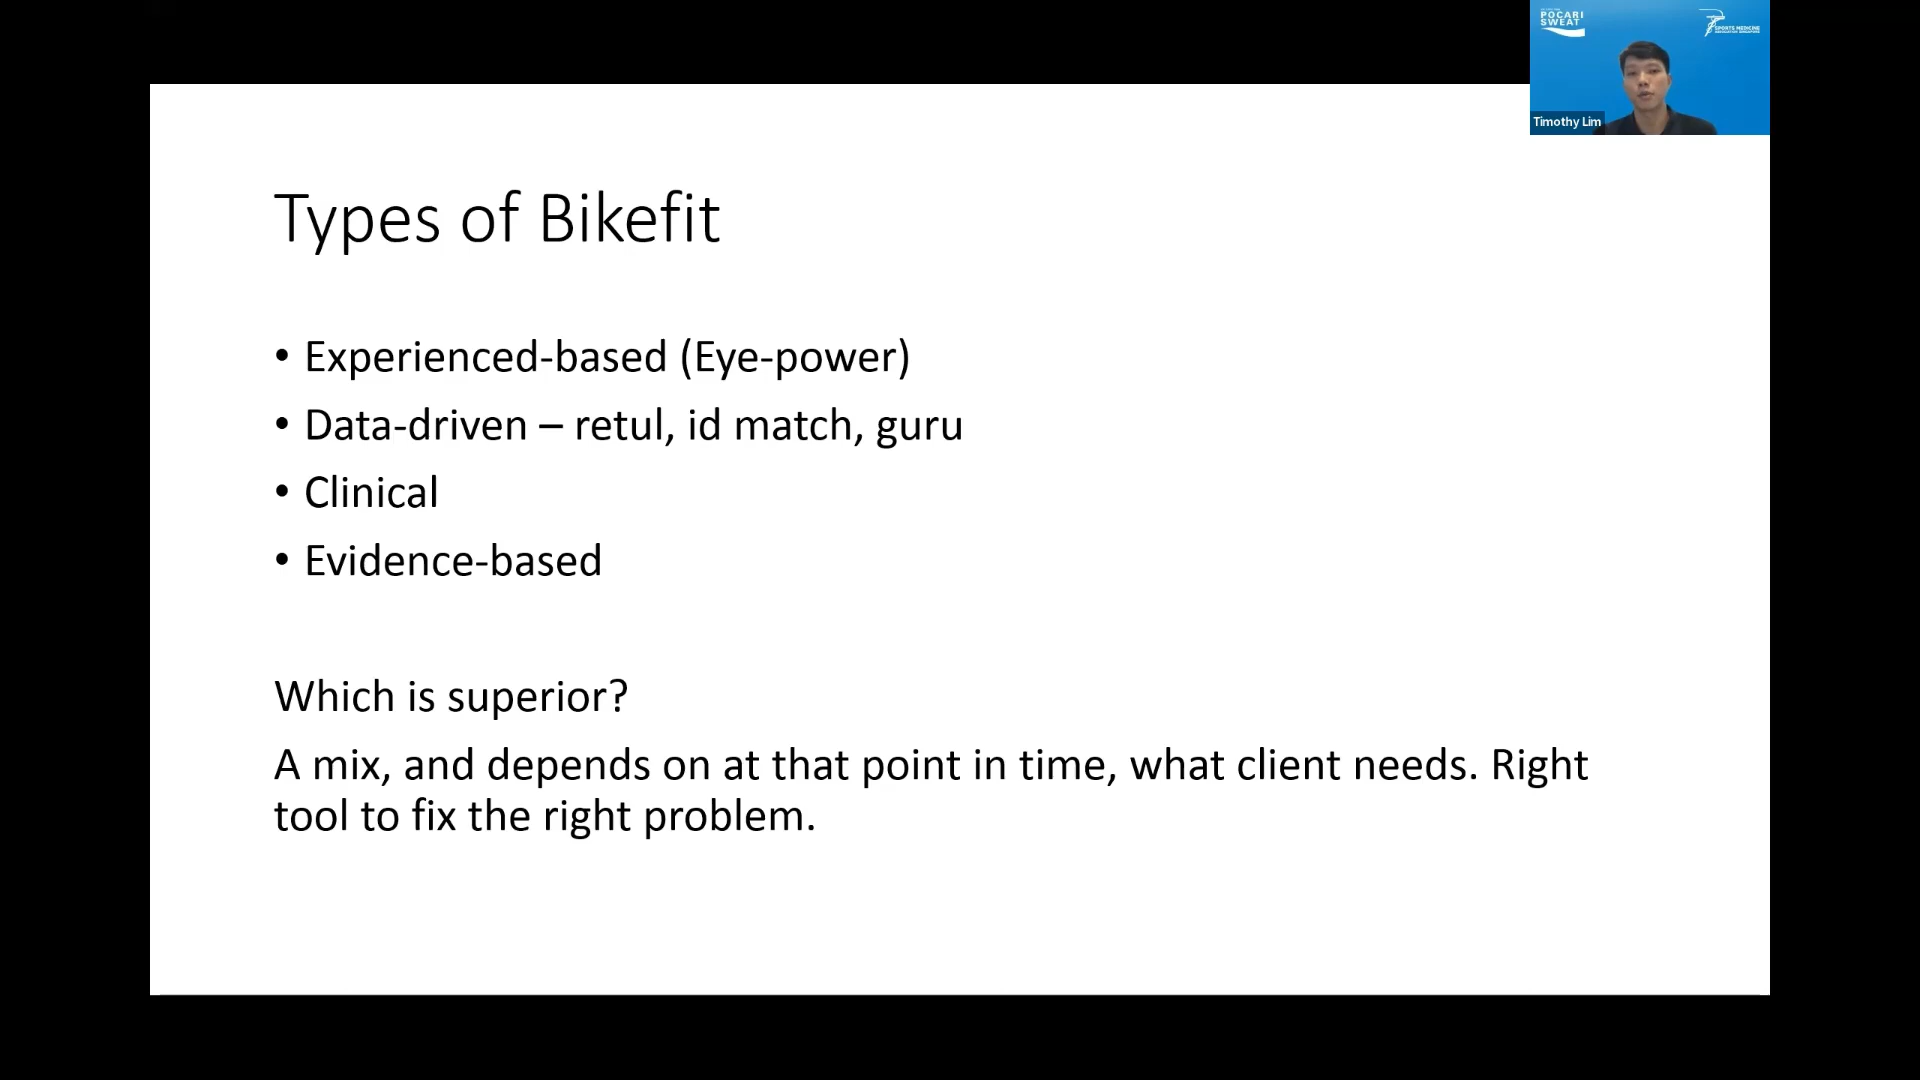 POCARI
SWEAT
SPORTS MEDICINE
ASSOCIATION SINGAPORE
Timothy Lim
Types of Bikefit
• Experienced-based (Eye-power)
• Data-driven – retul, id match, guru
• Clinical
• Evidence-based
Which is superior?
A mix, and depends on at that point in time, what client needs. Right
tool to fix the right problem.